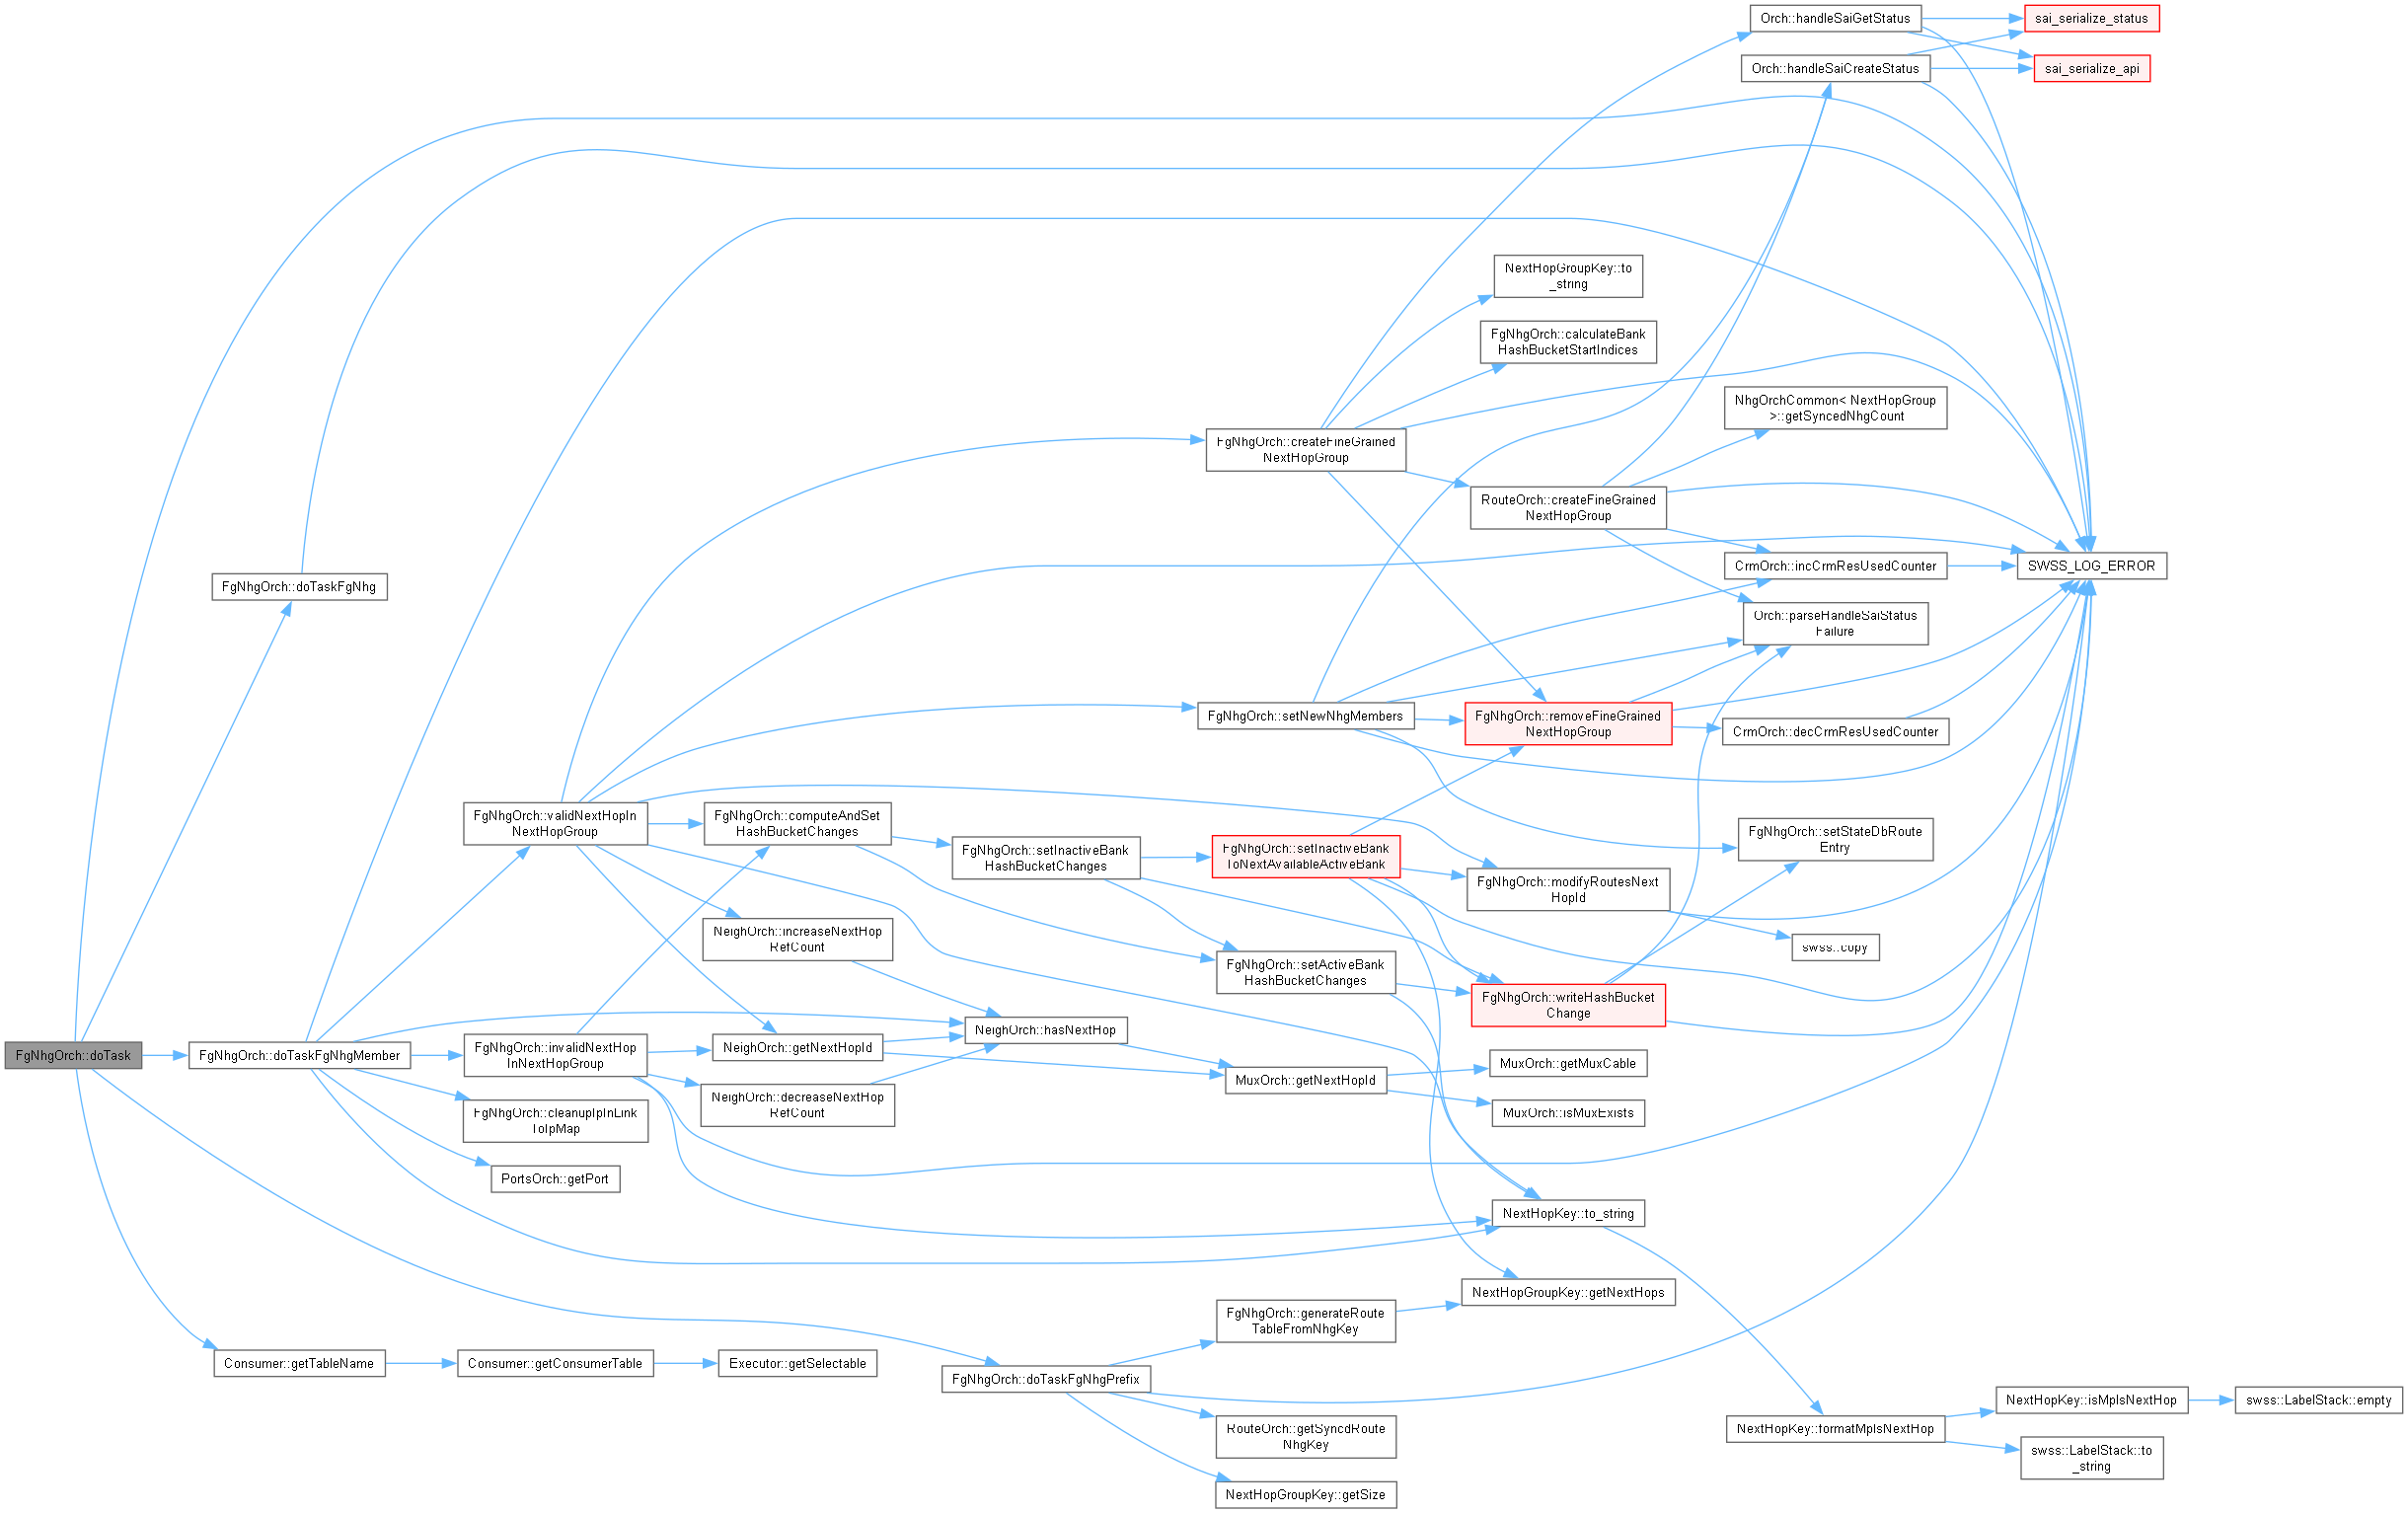 Orch::handleSaiGetStatus
sai_serialize_status
Orch::handleSaiCreateStatus
sai_serialize_api
NextHopGroupKey::to
_string
FgNhgOrch::calculateBank
HashBucketStartIndices
NhgOrchCommon< NextHopGroup
>::getSyncedNhgCount
FgNhgOrch::createFineGrained
NextHopGroup
RouteOrch::createFineGrained
NextHopGroup
CrmOrch::incCrmResUsedCounter
SWSS_LOG_ERROR
FgNhgOrch::doTaskFgNhg
Orch::parseHandleSaiStatus
Failure
FgNhgOrch::setNewNhgMembers
FgNhgOrch::removeFineGrained
NextHopGroup
CrmOrch::decCrmResUsedCounter
FgNhgOrch::validNextHopIn
NextHopGroup
FgNhgOrch::computeAndSet
HashBucketChanges
FgNhgOrch::setInactiveBank
HashBucketChanges
FgNhgOrch::setInactiveBank
ToNextAvailableActiveBank
FgNhgOrch::setStateDbRoute
Entry
FgNhgOrch::modifyRoutesNext
HopId
swss::copy
NeighOrch::increaseNextHop
RefCount
FgNhgOrch::setActiveBank
HashBucketChanges
FgNhgOrch::writeHashBucket
Change
NeighOrch::hasNextHop
FgNhgOrch::doTask
FgNhgOrch::doTaskFgNhgMember
FgNhgOrch::invalidNextHop
InNextHopGroup
NeighOrch::getNextHopId
MuxOrch::getNextHopId
MuxOrch::getMuxCable
MuxOrch::isMuxExists
NeighOrch::decreaseNextHop
RefCount
FgNhgOrch::cleanupIpInLink
ToIpMap
PortsOrch::getPort
NextHopKey::to_string
NextHopGroupKey::getNextHops
FgNhgOrch::generateRoute
TableFromNhgKey
Consumer::getTableName
Consumer::getConsumerTable
Executor::getSelectable
FgNhgOrch::doTaskFgNhgPrefix
RouteOrch::getSyncdRoute
NhgKey
NextHopGroupKey::getSize
NextHopKey::formatMplsNextHop
NextHopKey::isMplsNextHop
swss::LabelStack::empty
swss::LabelStack::to
_string